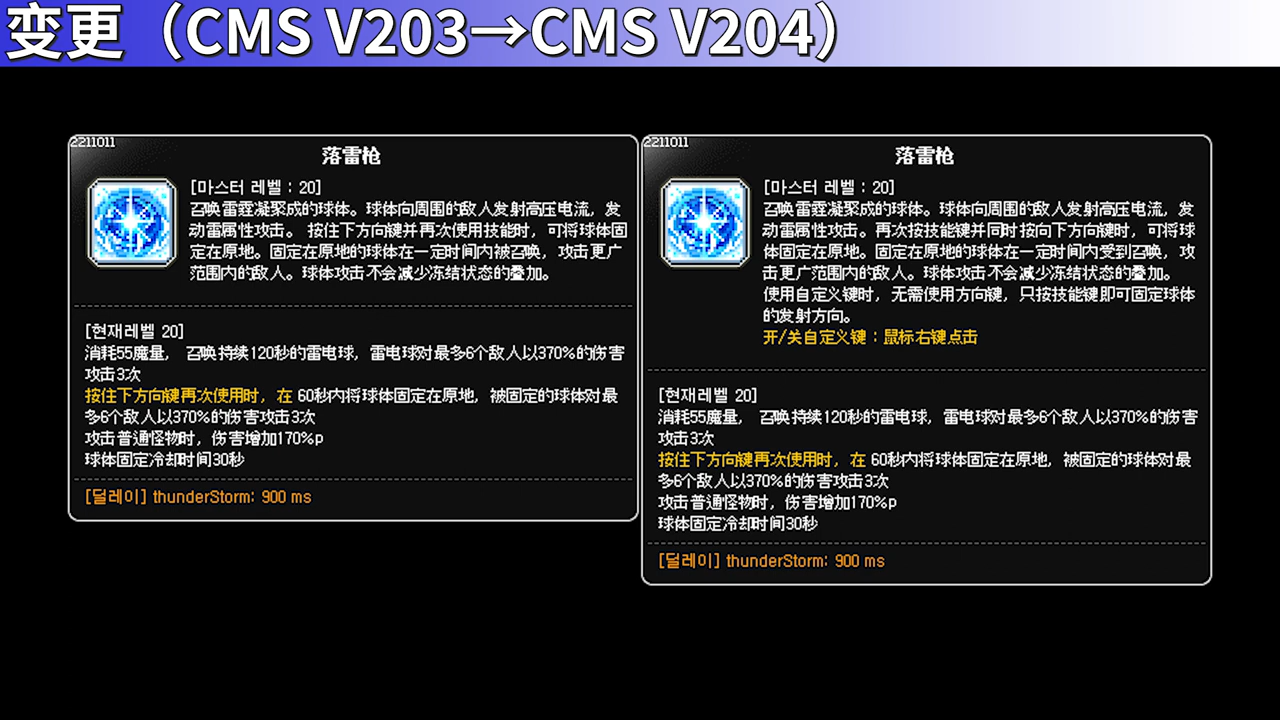 变更（CMS V203→CMS V204）
2211011
落雷枪
[마스터 레벨 : 20]
召唤雷霆凝聚成的球体。球体向周围的敌人发射高压电流，发
动雷属性攻击。 按住下方向键并再次使用技能时，可将球体固
定在原地。固定在原地的球体在一定时间内被召唤，攻击更广
范围内的敌人。球体攻击不会减少冻结状态的叠加。
[현재레벨 20]
消耗55魔量， 召唤持续120秒的雷电球，雷电球对最多6个敌人以370%的伤害
攻击3次
按住下方向键再次使用时，在 60秒内将球体固定在原地，被固定的球体对最
多6个敌人以370%的伤害攻击3次
攻击普通怪物时，伤害增加170%p
球体固定冷却时间30秒
[딜레이] thunderStorm: 900 ms
2211011
落雷枪
[마스터 레벨 : 20]
召唤雷霆凝聚成的球体。球体向周围的敌人发射高压电流，发
动雷属性攻击。再次按技能键并同时按向下方向键时，可将球
体固定在原地。固定在原地的球体在一定时间内受到召唤，攻
击更广范围内的敌人。球体攻击不会减少冻结状态的叠加。
使用自定义键时，无需使用方向键，只按技能键即可固定球体
的发射方向。
开/关自定义键：鼠标右键点击
[현재레벨 20]
消耗55魔量， 召唤持续120秒的雷电球，雷电球对最多6个敌人以370%的伤害
攻击3次
按住下方向键再次使用时，在 60秒内将球体固定在原地，被固定的球体对最
多6个敌人以370%的伤害攻击3次
攻击普通怪物时，伤害增加170%p
球体固定冷却时间30秒
[딜레이] thunderStorm: 900 ms